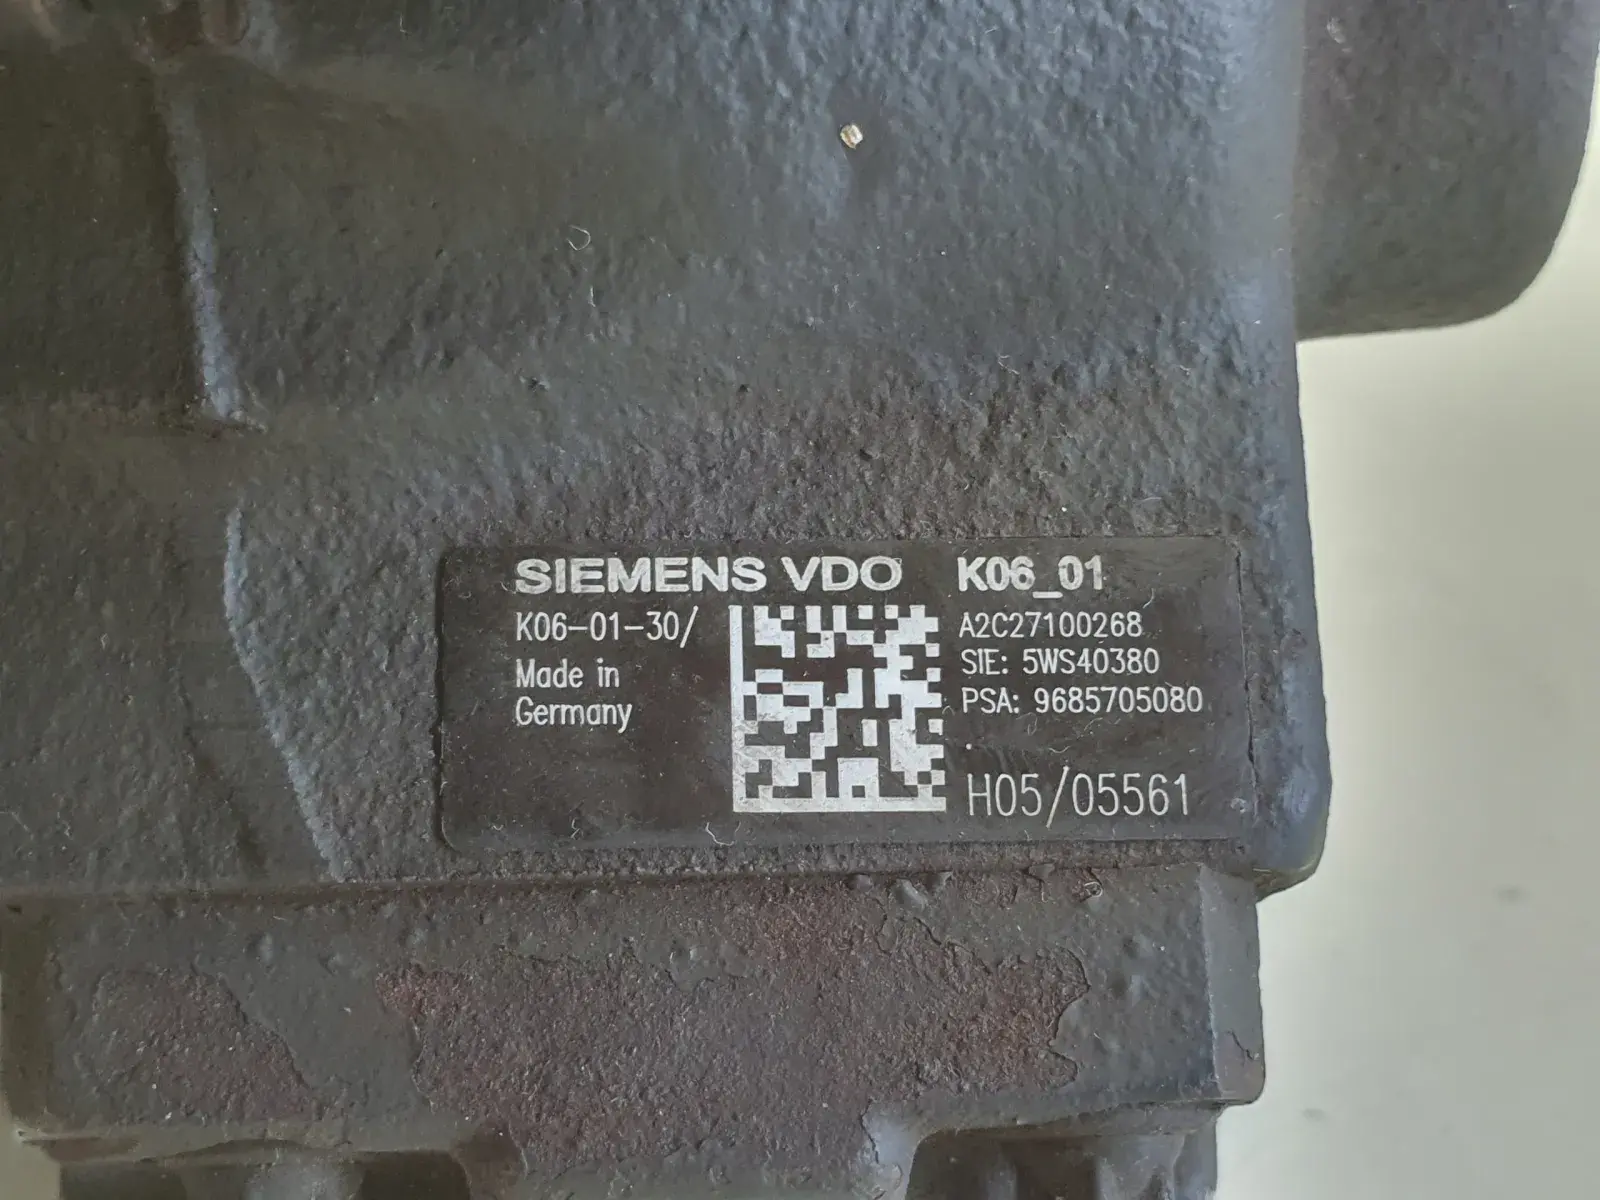 SIEMENS VDO K06_01
K06-01-30/
Made in
Germany
A2C27100268
SIE: 5WS40380
PSA: 9685705080
H05/05561